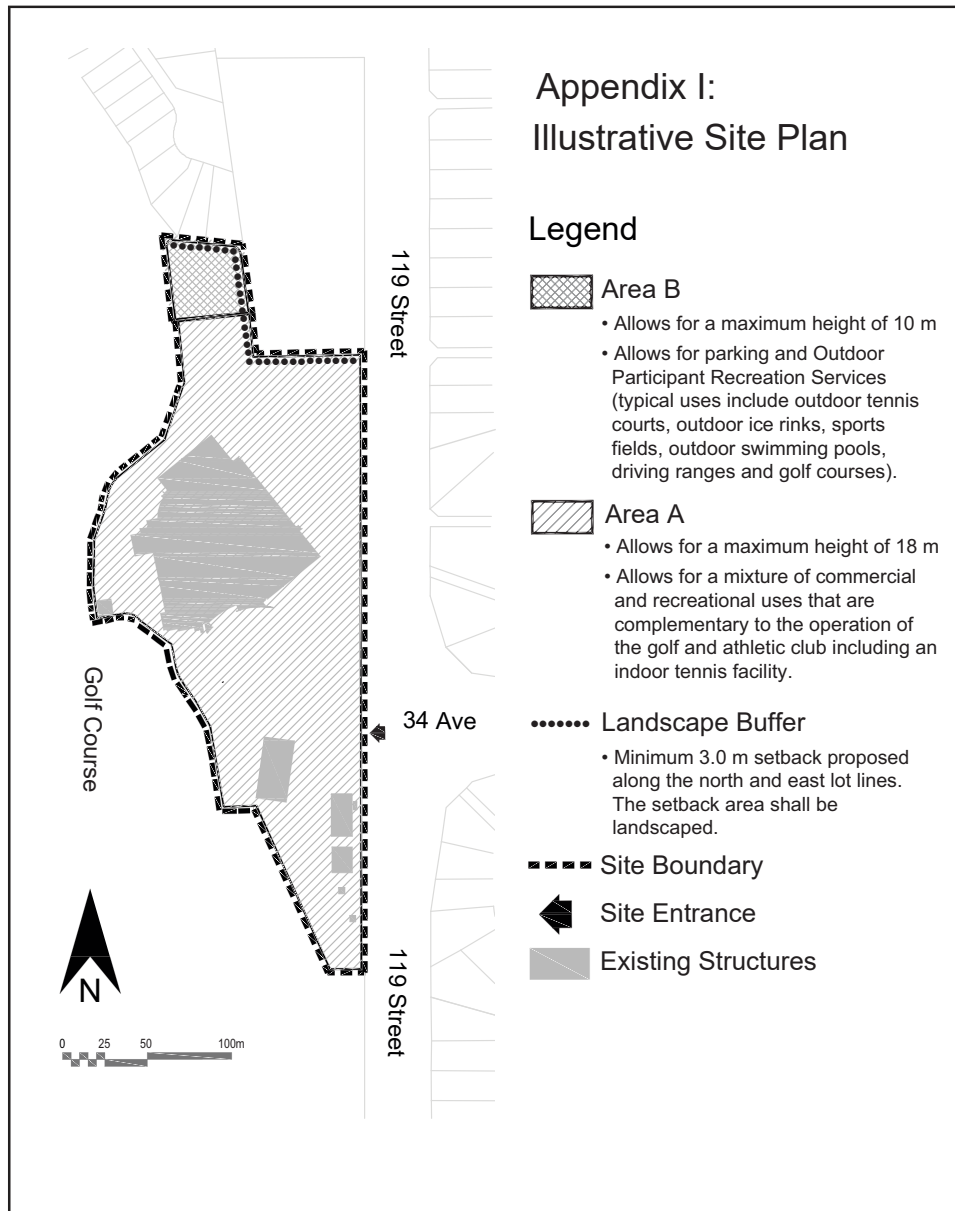 Appendix I:
Illustrative Site Plan
Legend
Area B
• Allows for a maximum height of 10 m
• Allows for parking and Outdoor
Participant Recreation Services
(typical uses include outdoor tennis
courts, outdoor ice rinks, sports
fields, outdoor swimming pools,
driving ranges and golf courses).
Area A
• Allows for a maximum height of 18 m
• Allows for a mixture of commercial
and recreational uses that are
complementary to the operation of
the golf and athletic club including an
indoor tennis facility.
Landscape Buffer
• Minimum 3.0 m setback proposed
along the north and east lot lines.
The setback area shall be
landscaped.
Site Boundary
Site Entrance
Existing Structures
119 Street
34 Ave
Golf Course
119 Street
N
0 25 50 100m